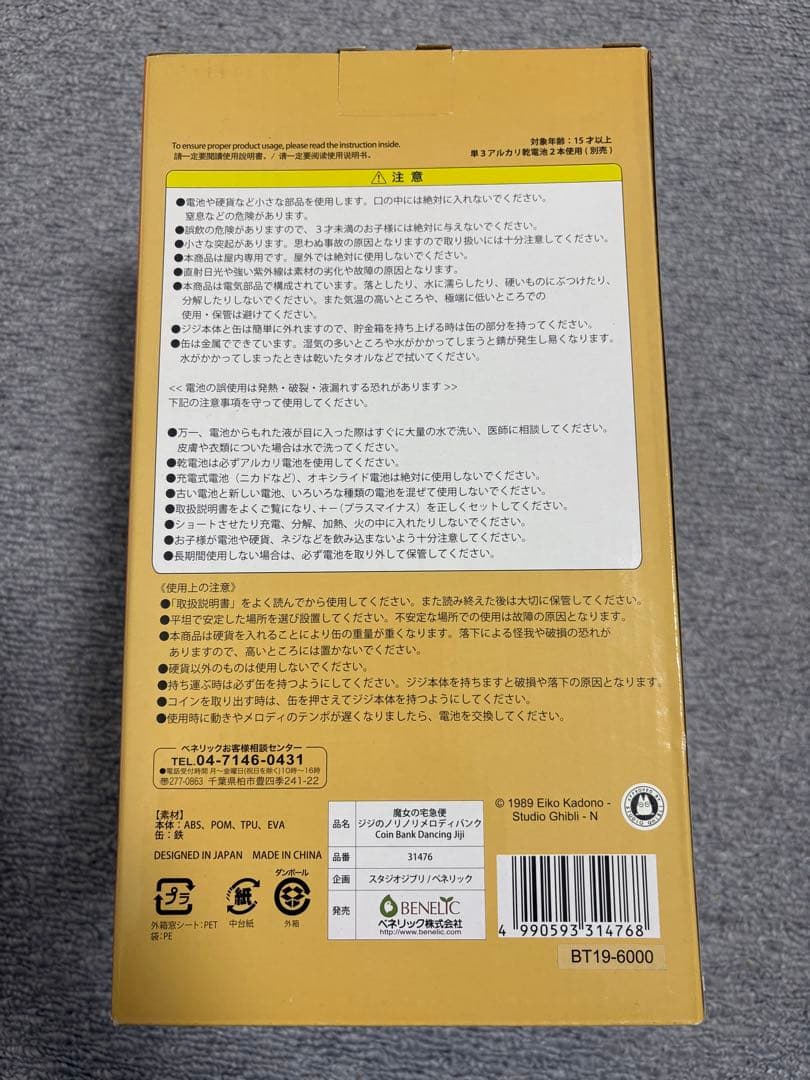 To ensure proper product usage, please read the instruction inside.
請一定要閱讀使用說明書。/ 请一定要阅读使用说明书。
対象年齢：15才以上
単3アルカリ乾電池2本使用(別売)
⚠注意
●電池や硬貨など小さな部品を使用します。口の中には絶対に入れないでください。
窒息などの危険があります。
●誤飲の危険がありますので、3才未満のお子様には絶対に与えないでください。
●小さな突起があります。思わぬ事故の原因となりますので取り扱いには十分注意してください。
●本商品は屋内専用です。屋外では絶対に使用しないでください。
●直射日光や強い紫外線は素材の劣化や故障の原因となります。
●本商品は電気部品で構成されています。落としたり、水に濡らしたり、硬いものにぶつけたり、
分解したりしないでください。また気温の高いところや、極端に低いところでの
使用・保管は避けてください。
●ジジ本体と缶は簡単に外れますので、貯金箱を持ち上げる時は缶の部分を持ってください。
●缶は金属でできています。湿気の多いところや水がかかってしまうと錆が発生し易くなります。
水がかかってしまったときは乾いたタオルなどで拭いてください。
<< 電池の誤使用は発熱・破裂・液漏れする恐れがあります >>
下記の注意事項を守って使用してください。
●万一、電池からもれた液が目に入った際はすぐに大量の水で洗い、医師に相談してください。
皮膚や衣類についた場合は水で洗ってください。
●乾電池は必ずアルカリ電池を使用してください。
●充電式電池（ニカドなど）、オキシライド電池は絶対に使用しないでください。
●古い電池と新しい電池、いろいろな種類の電池を混ぜて使用しないでください。
●取扱説明書をよくご覧になり、+−（プラスマイナス）を正しくセットしてください。
●ショートさせたり充電、分解、加熱、火の中に入れたりしないでください。
●お子様が電池や硬貨、ネジなどを飲み込まないよう十分注意してください。
●長期間使用しない場合は、必ず電池を取り外して保管してください。
《使用上の注意》
●「取扱説明書」をよく読んでから使用してください。また読み終えた後は大切に保管してください。
●平坦で安定した場所を選び設置してください。不安定な場所での使用は故障の原因となります。
●本商品は硬貨を入れることにより缶の重量が重くなります。落下による怪我や破損の恐れが
ありますので、高いところには置かないでください。
●硬貨以外のものは使用しないでください。
●持ち運ぶ時は必ず缶を持つようにしてください。ジジ本体を持ちますと破損や落下の原因となります。
●コインを取り出す時は、缶を押さえてジジ本体を持つようにしてください。
●使用時に動きやメロディのテンポが遅くなりましたら、電池を交換してください。
ベネリックお客様相談センター
TEL.04-7146-0431
●電話受付時間 月〜金曜日(祝日を除く)10時〜16時
〠277-0863 千葉県柏市豊四季241-22
【素材】
本体：ABS、POM、TPU、EVA
缶：鉄
DESIGNED IN JAPAN MADE IN CHINA
プラ
外箱窓シート：PET
袋：PE
紙
中台紙
ダンボール
外箱
品名
魔女の宅急便
ジジのノリノリメロディバンク
Coin Bank Dancing Jiji
品番
31476
企画
スタジオジブリ/ベネリック
発売
BENELIC
ベネリック株式会社
http://www.benelic.com
© 1989 Eiko Kadono -
Studio Ghibli - N
4 990593 314768
BT19-6000